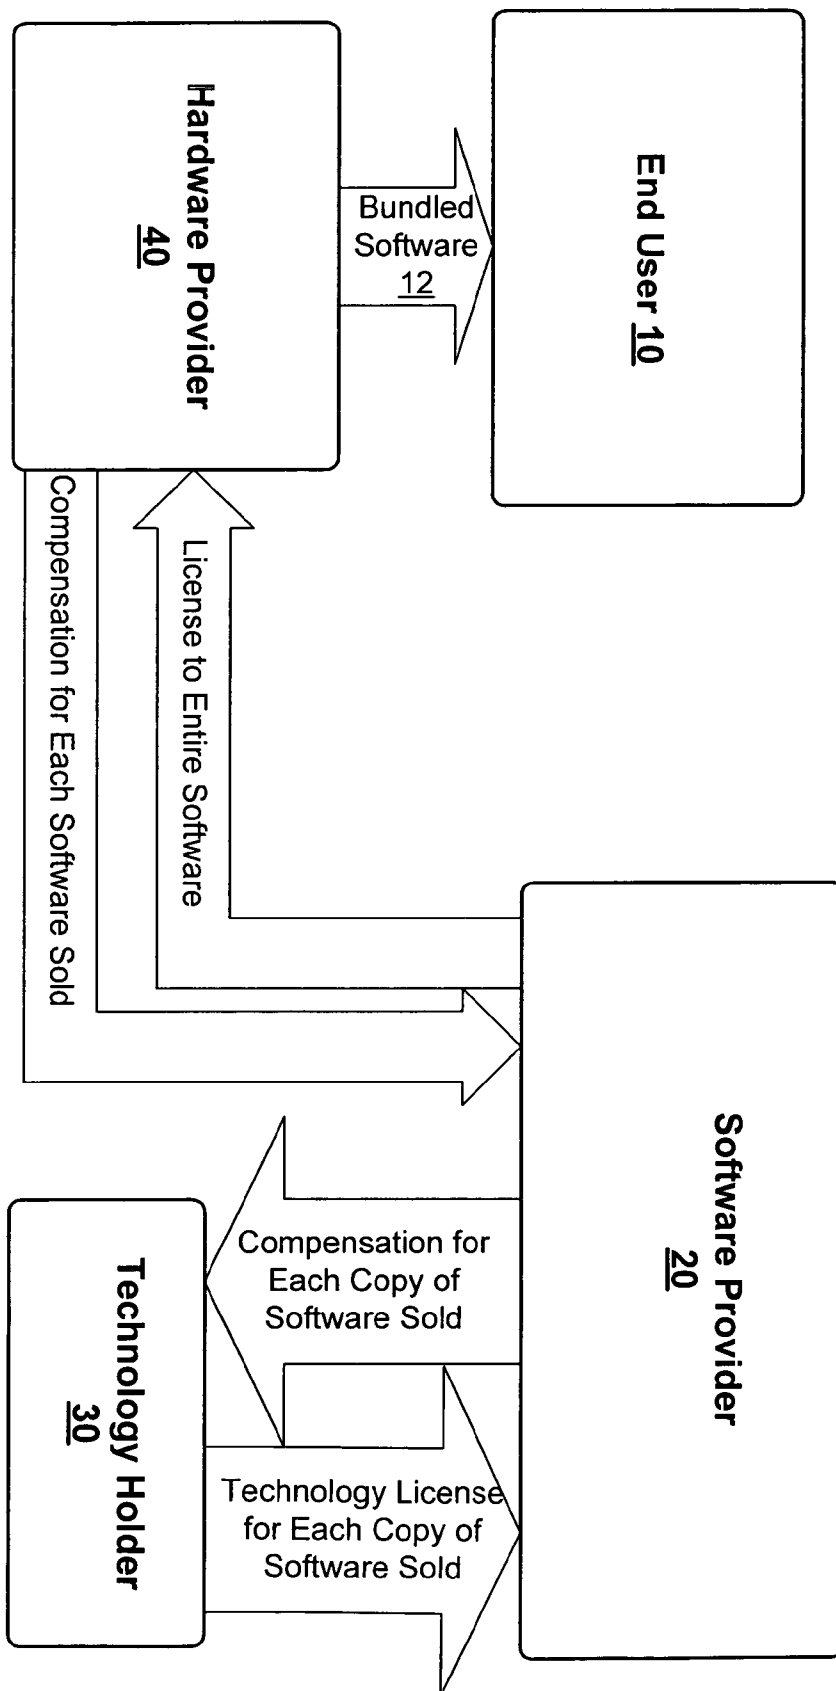 End User 10
Bundled
Software
12
Hardware Provider
40
License to Entire Software
Compensation for Each Software Sold
Software Provider
20
Compensation for
Each Copy of
Software Sold
Technology License
for Each Copy of
Software Sold
Technology Holder
30